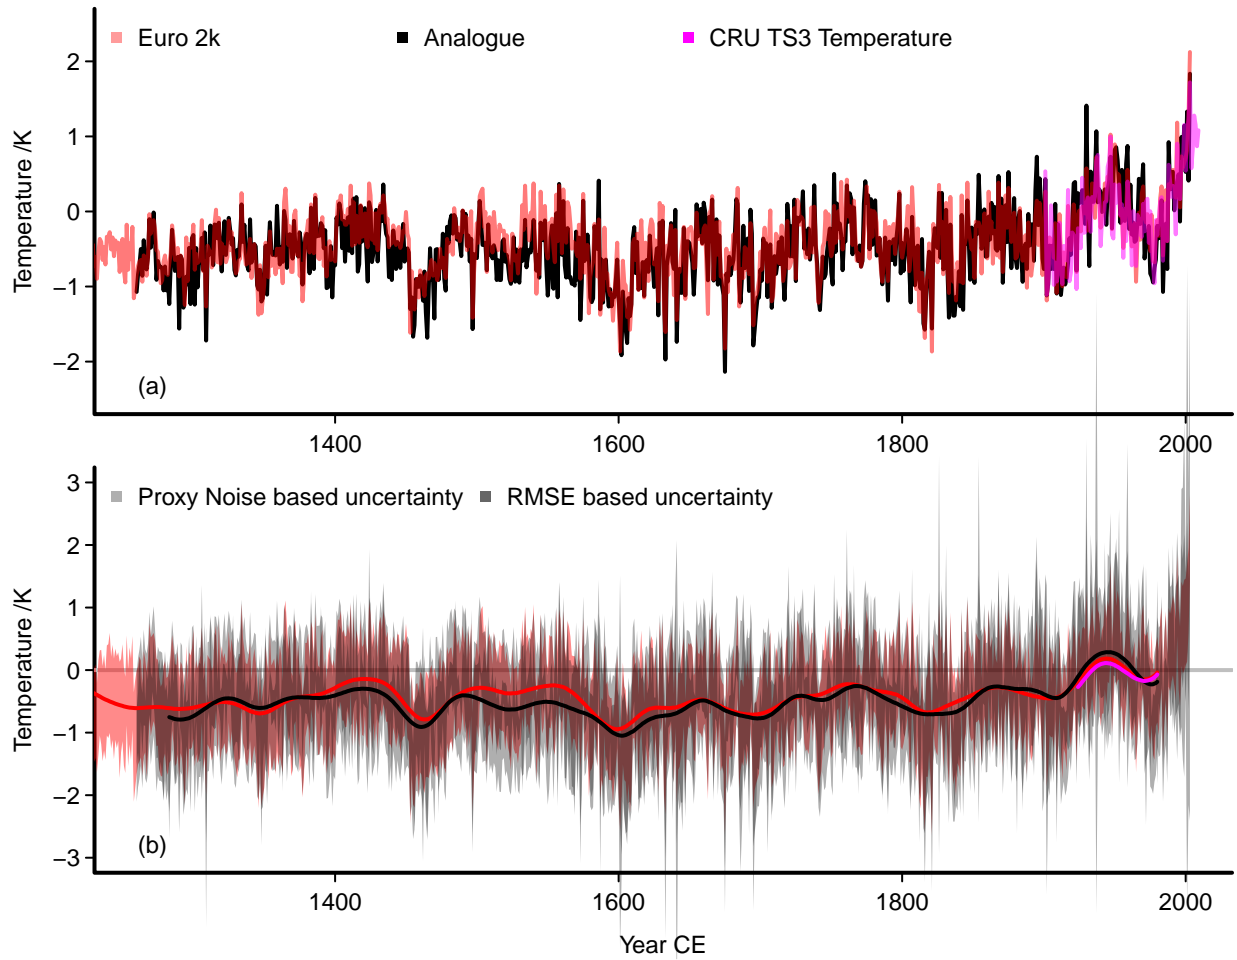 Euro 2k Analogue CRU TS3 Temperature
2
1
0
−1
−2
Temperature /K
(a)
1400 1600 1800 2000
Proxy Noise based uncertainty RMSE based uncertainty
3
2
1
0
−1
−2
−3
Temperature /K
(b)
1400 1600 1800 2000
Year CE